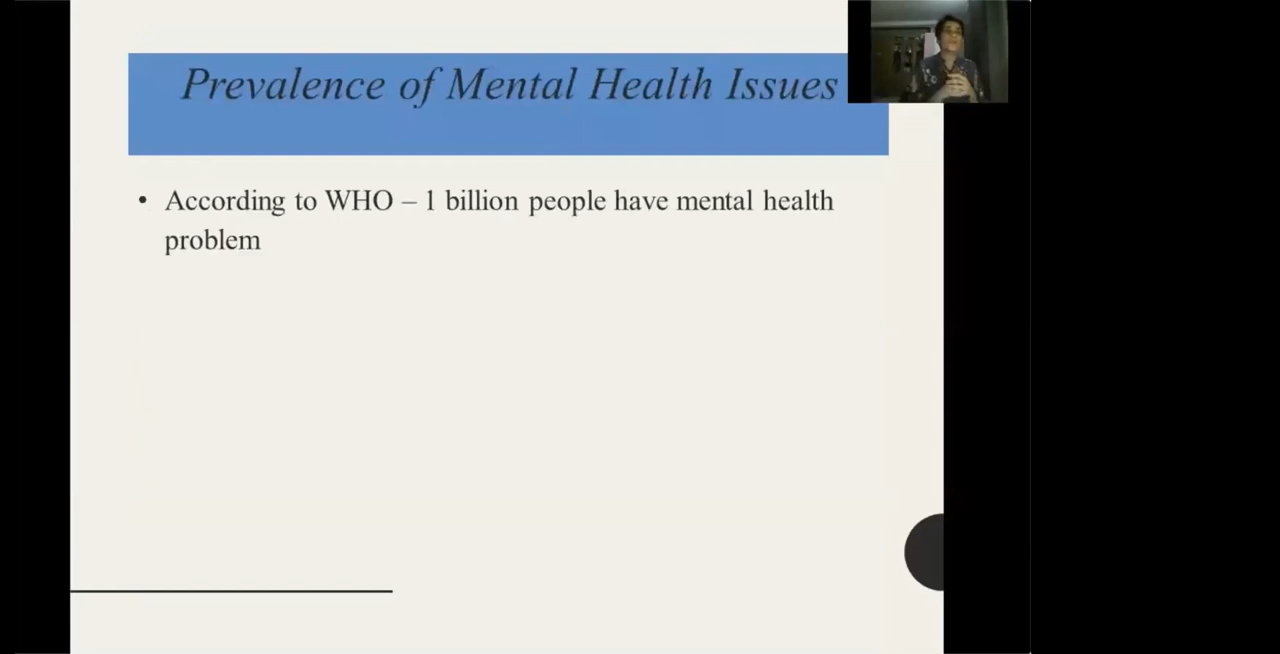 Prevalence of Mental Health Issues
• According to WHO – 1 billion people have mental health
problem